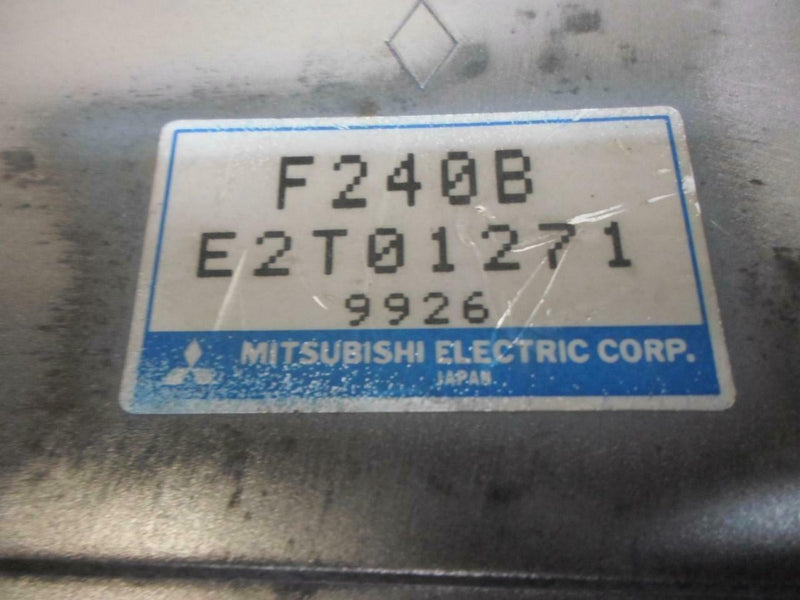 F240B
E2T01271
9926
MITSUBISHI ELECTRIC CORP.
JAPAN